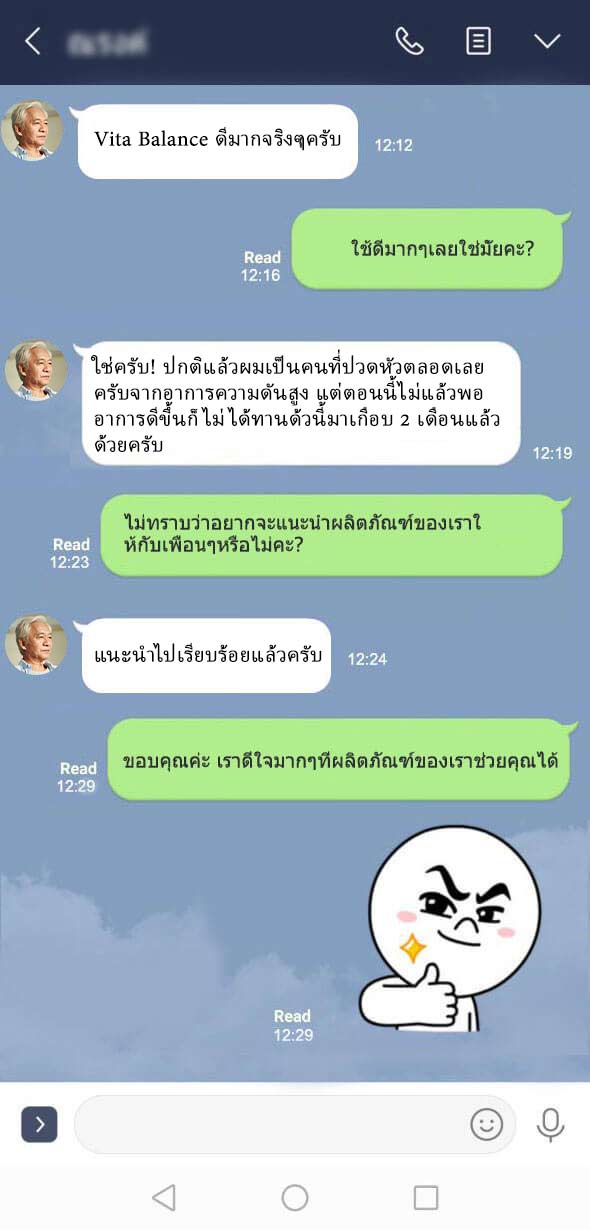 Vita Balance ดีมากจริงๆครับ
12:12
ใช้ดีมากๆเลยใช่มั้ยคะ?
Read
12:16
ใช่ครับ! ปกติแล้วผมเป็นคนที่ปวดหัวตลอดเลย
ครับจากอาการความดันสูง แต่ตอนนี้ไม่แล้วพอ
อาการดีขึ้นก็ไม่ได้ทานตัวนี้มาเกือบ 2 เดือนแล้ว
ด้วยครับ
12:19
ไม่ทราบว่าอยากจะแนะนำผลิตภัณฑ์ของเราใ
ห้กับเพื่อนๆหรือไม่คะ?
Read
12:23
แนะนำไปเรียบร้อยแล้วครับ
12:24
ขอบคุณค่ะ เราดีใจมากๆที่ผลิตภัณฑ์ของเราช่วยคุณได้
Read
12:29
Read
12:29